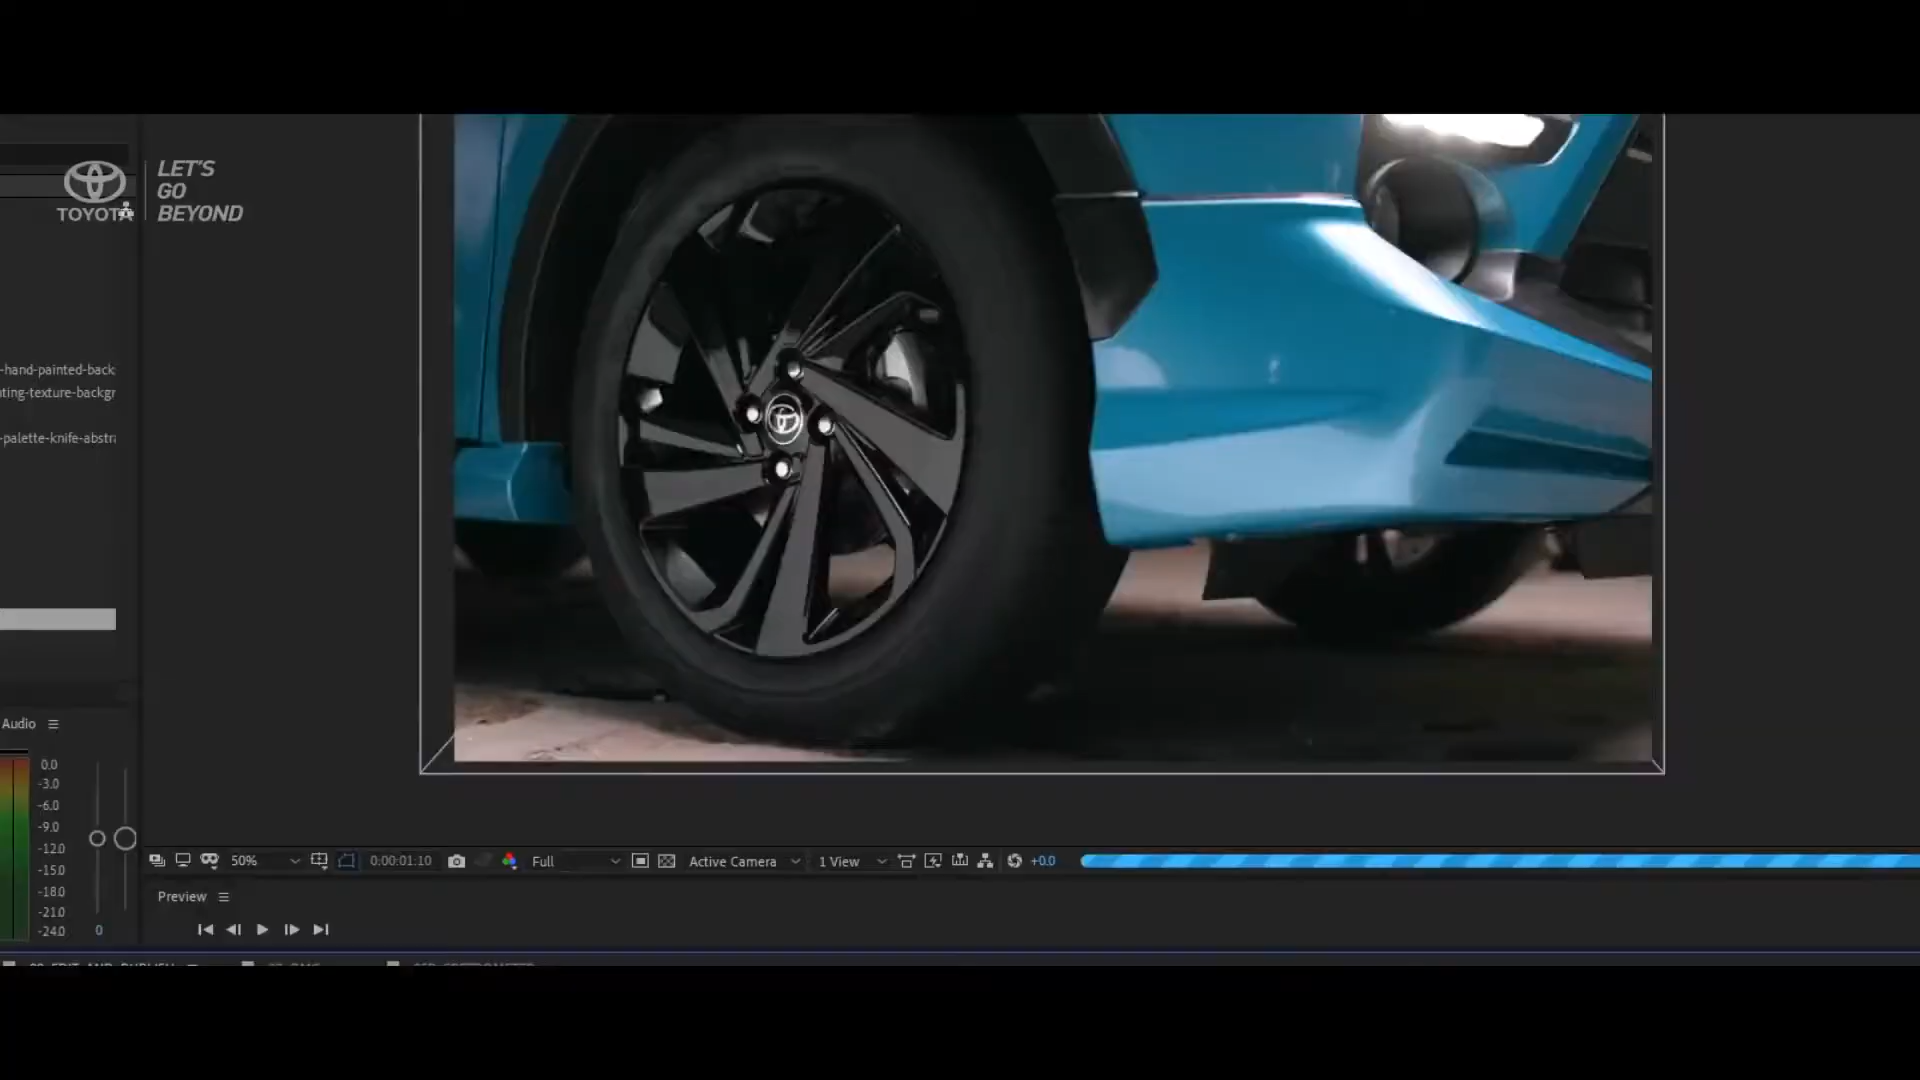 LET'S
GO
BEYOND
TOYOTA
-hand-painted-back
ting-texture-backgr
-palette-knife-abstr
Audio
0.0
-3.0
-6.0
-9.0
-12.0
-15.0
-18.0
-21.0
-24.0
0
50%
0:00:01:10
Full
Active Camera
1 View
+0.0
Preview